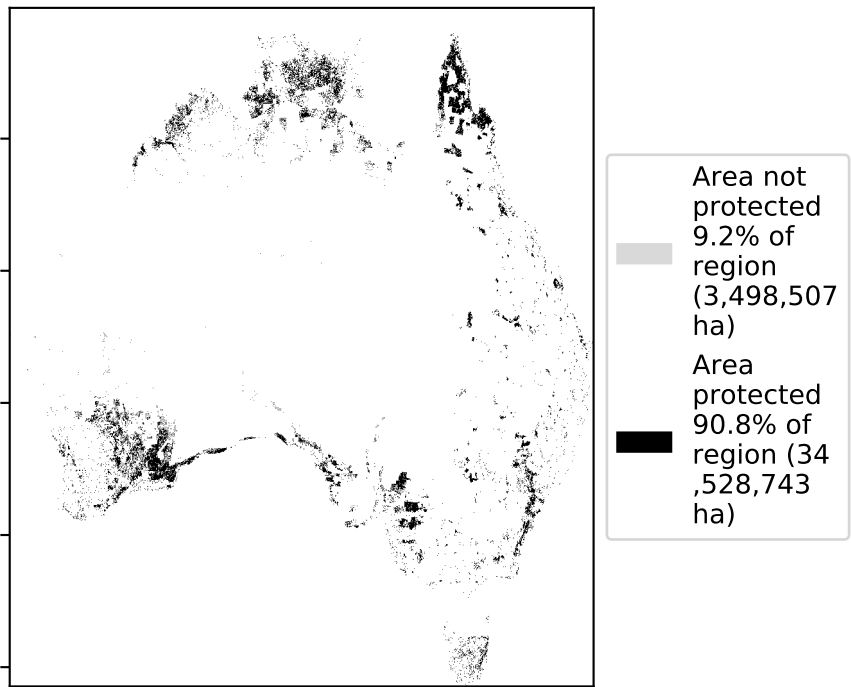 Area not
protected
9.2% of
region
(3,498,507
ha)
Area
protected
90.8% of
region (34
,528,743
ha)